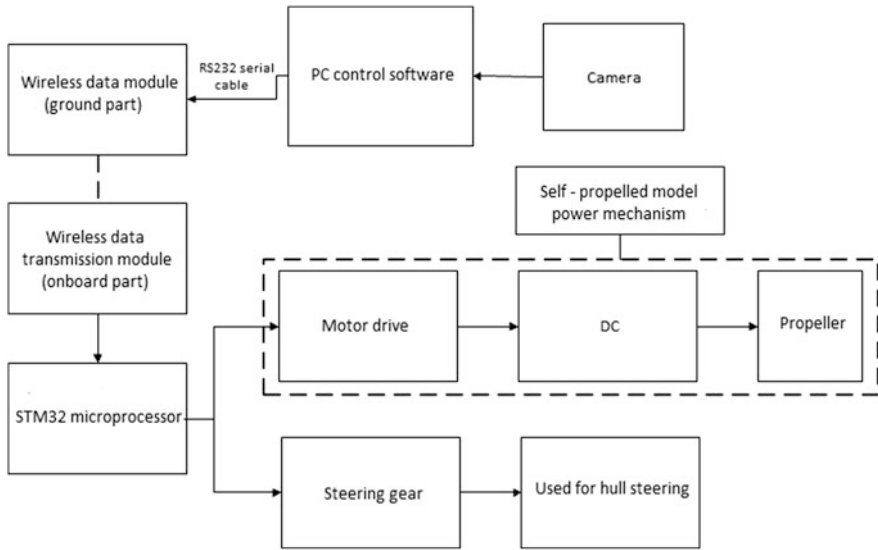 Wireless data module
(ground part)
RS232 serial
cable
PC control software
Camera
Self - propelled model
power mechanism
Wireless data
transmission module
(onboard part)
Motor drive
DC
Propeller
STM32 microprocessor
Steering gear
Used for hull steering